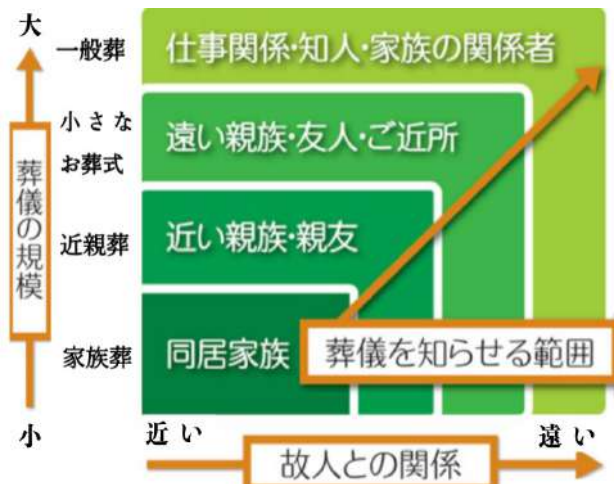 大
一般葬
仕事関係・知人・家族の関係者
小さな
お葬式
遠い親族・友人・ご近所
葬儀の規模
近親葬
近い親族・親友
家族葬
同居家族
葬儀を知らせる範囲
小
近い
遠い
故人との関係